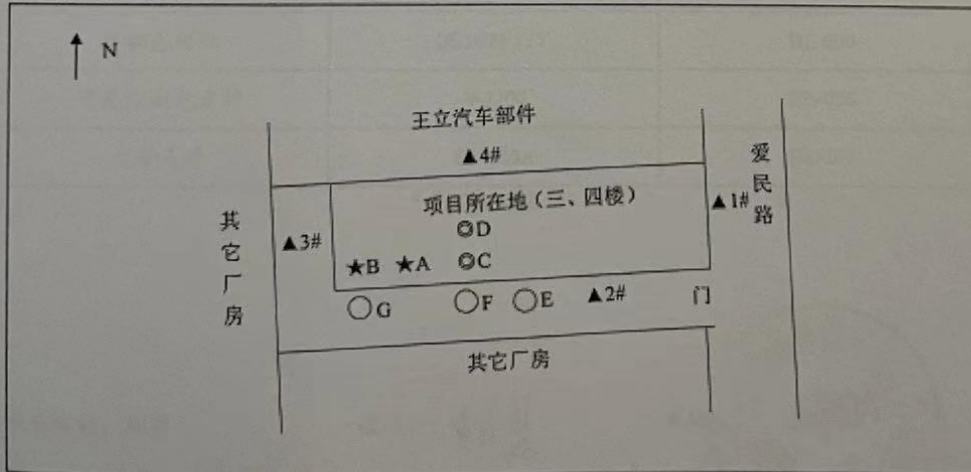 N
王立汽车部件
▲4#
爱民路
项目所在地（三、四楼）
▲1#
其它厂房
▲3#
◎D
★B ★A ◎C
○G ○F ○E ▲2# 门
其它厂房